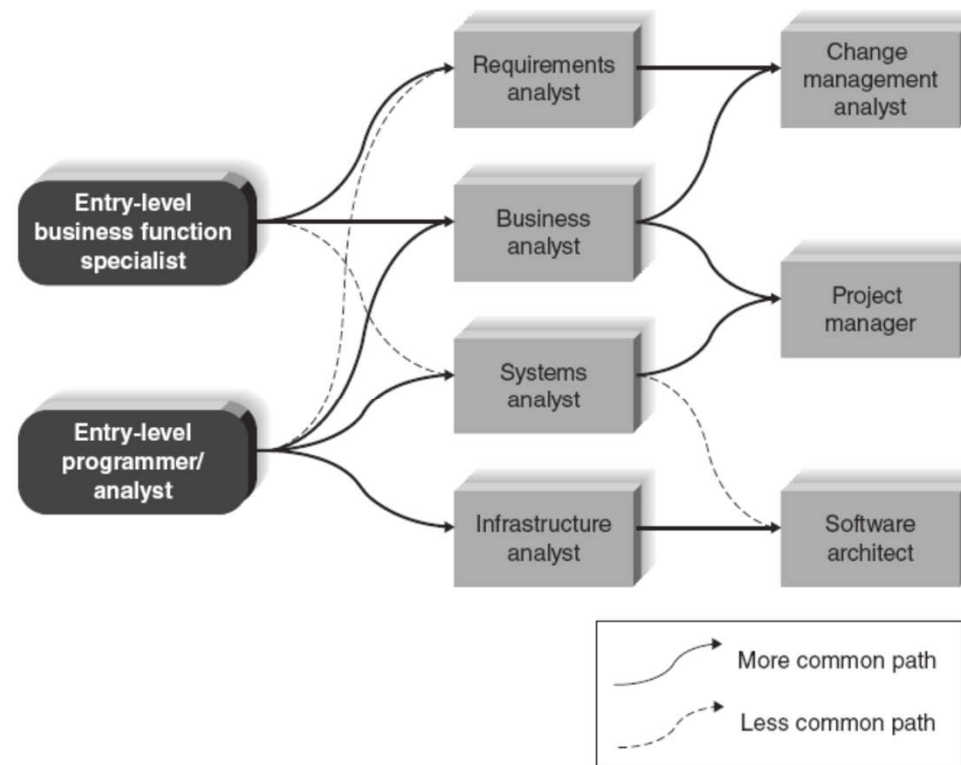 Requirements
analyst
Change
management
analyst
Entry-level
business function
specialist
Business
analyst
Project
manager
Systems
analyst
Entry-level
programmer/
analyst
Infrastructure
analyst
Software
architect
More common path
Less common path